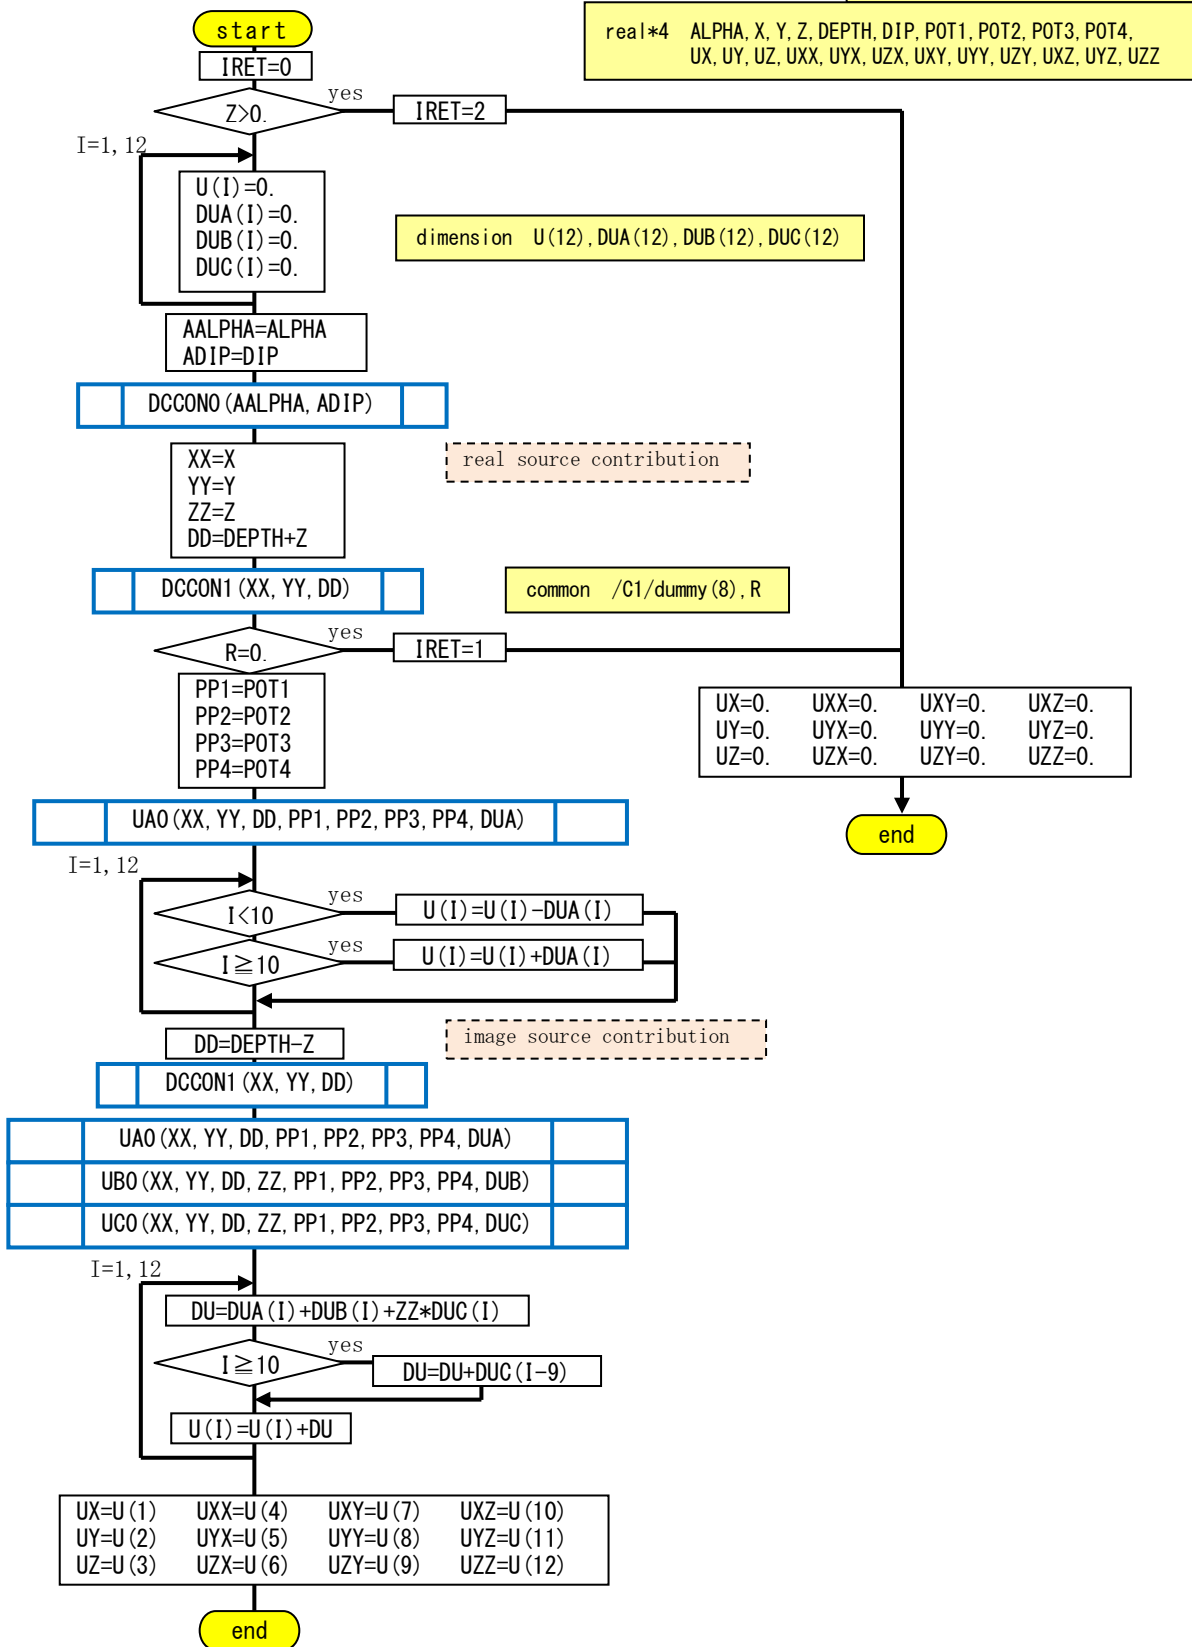 real*4 ALPHA, X, Y, Z, DEPTH, DIP, POT1, POT2, POT3, POT4,
UX, UY, UZ, UXX, UYX, UZX, UXY, UYY, UZY, UXZ, UYZ, UZZ
start
IRET=0
Z>0.
yes
IRET=2
I=1, 12
U(I)=0.
DUA(I)=0.
DUB(I)=0.
DUC(I)=0.
dimension U(12), DUA(12), DUB(12), DUC(12)
AALPHA=ALPHA
ADIP=DIP
DCCON0(AALPHA, ADIP)
XX=X
YY=Y
ZZ=Z
DD=DEPTH+Z
real source contribution
DCCON1(XX, YY, DD)
common /C1/dummy(8), R
R=0.
yes
IRET=1
PP1=POT1
PP2=POT2
PP3=POT3
PP4=POT4
UX=0. UXX=0. UXY=0. UXZ=0.
UY=0. UYX=0. UYY=0. UYZ=0.
UZ=0. UZX=0. UZY=0. UZZ=0.
end
UA0(XX, YY, DD, PP1, PP2, PP3, PP4, DUA)
I=1, 12
I<10
yes
U(I)=U(I)-DUA(I)
I≧10
yes
U(I)=U(I)+DUA(I)
DD=DEPTH-Z
image source contribution
DCCON1(XX, YY, DD)
UA0(XX, YY, DD, PP1, PP2, PP3, PP4, DUA)
UB0(XX, YY, DD, ZZ, PP1, PP2, PP3, PP4, DUB)
UC0(XX, YY, DD, ZZ, PP1, PP2, PP3, PP4, DUC)
I=1, 12
DU=DUA(I)+DUB(I)+ZZ*DUC(I)
I≧10
yes
DU=DU+DUC(I-9)
U(I)=U(I)+DU
UX=U(1) UXX=U(4) UXY=U(7) UXZ=U(10)
UY=U(2) UYX=U(5) UYY=U(8) UYZ=U(11)
UZ=U(3) UZX=U(6) UZY=U(9) UZZ=U(12)
end